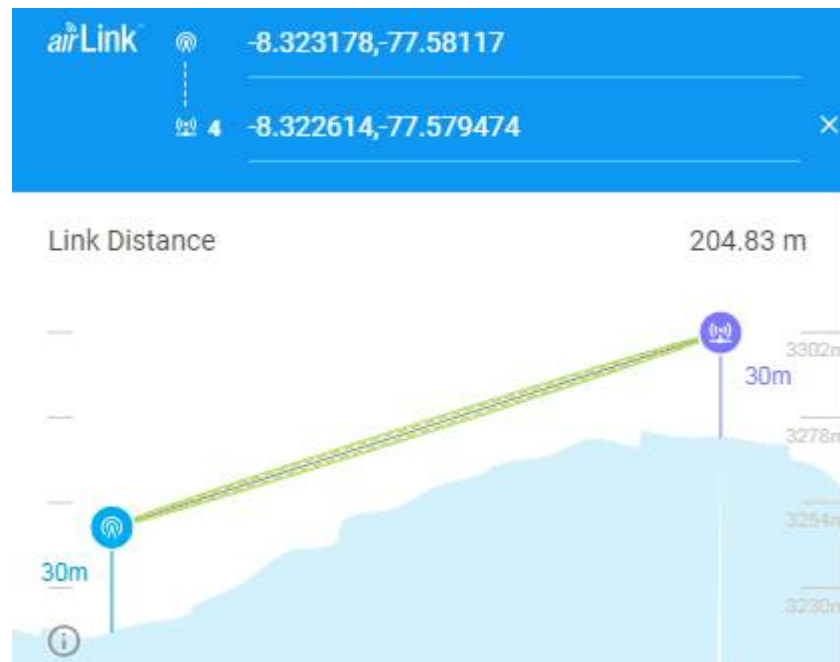 airLink™ -8.323178,-77.58117
4 -8.322614,-77.579474 ×
Link Distance 204.83 m
3302m
30m
3278m
3254m
30m
3230m